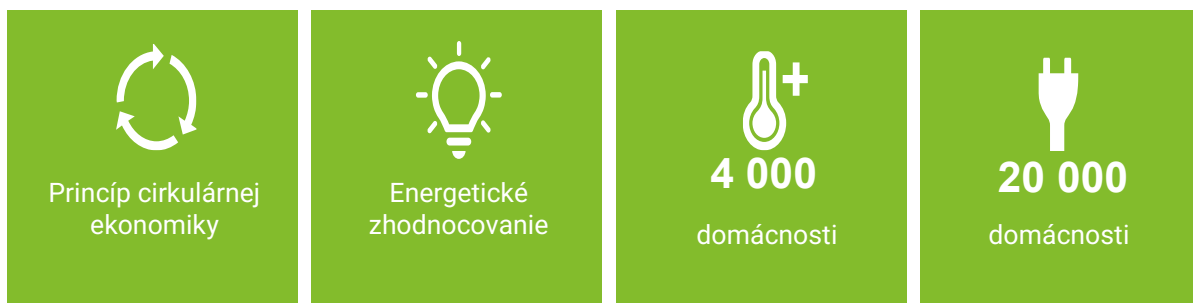 Princíp cirkulárnej
ekonomiky
Energetické
zhodnocovanie
4 000
domácnosti
20 000
domácnosti